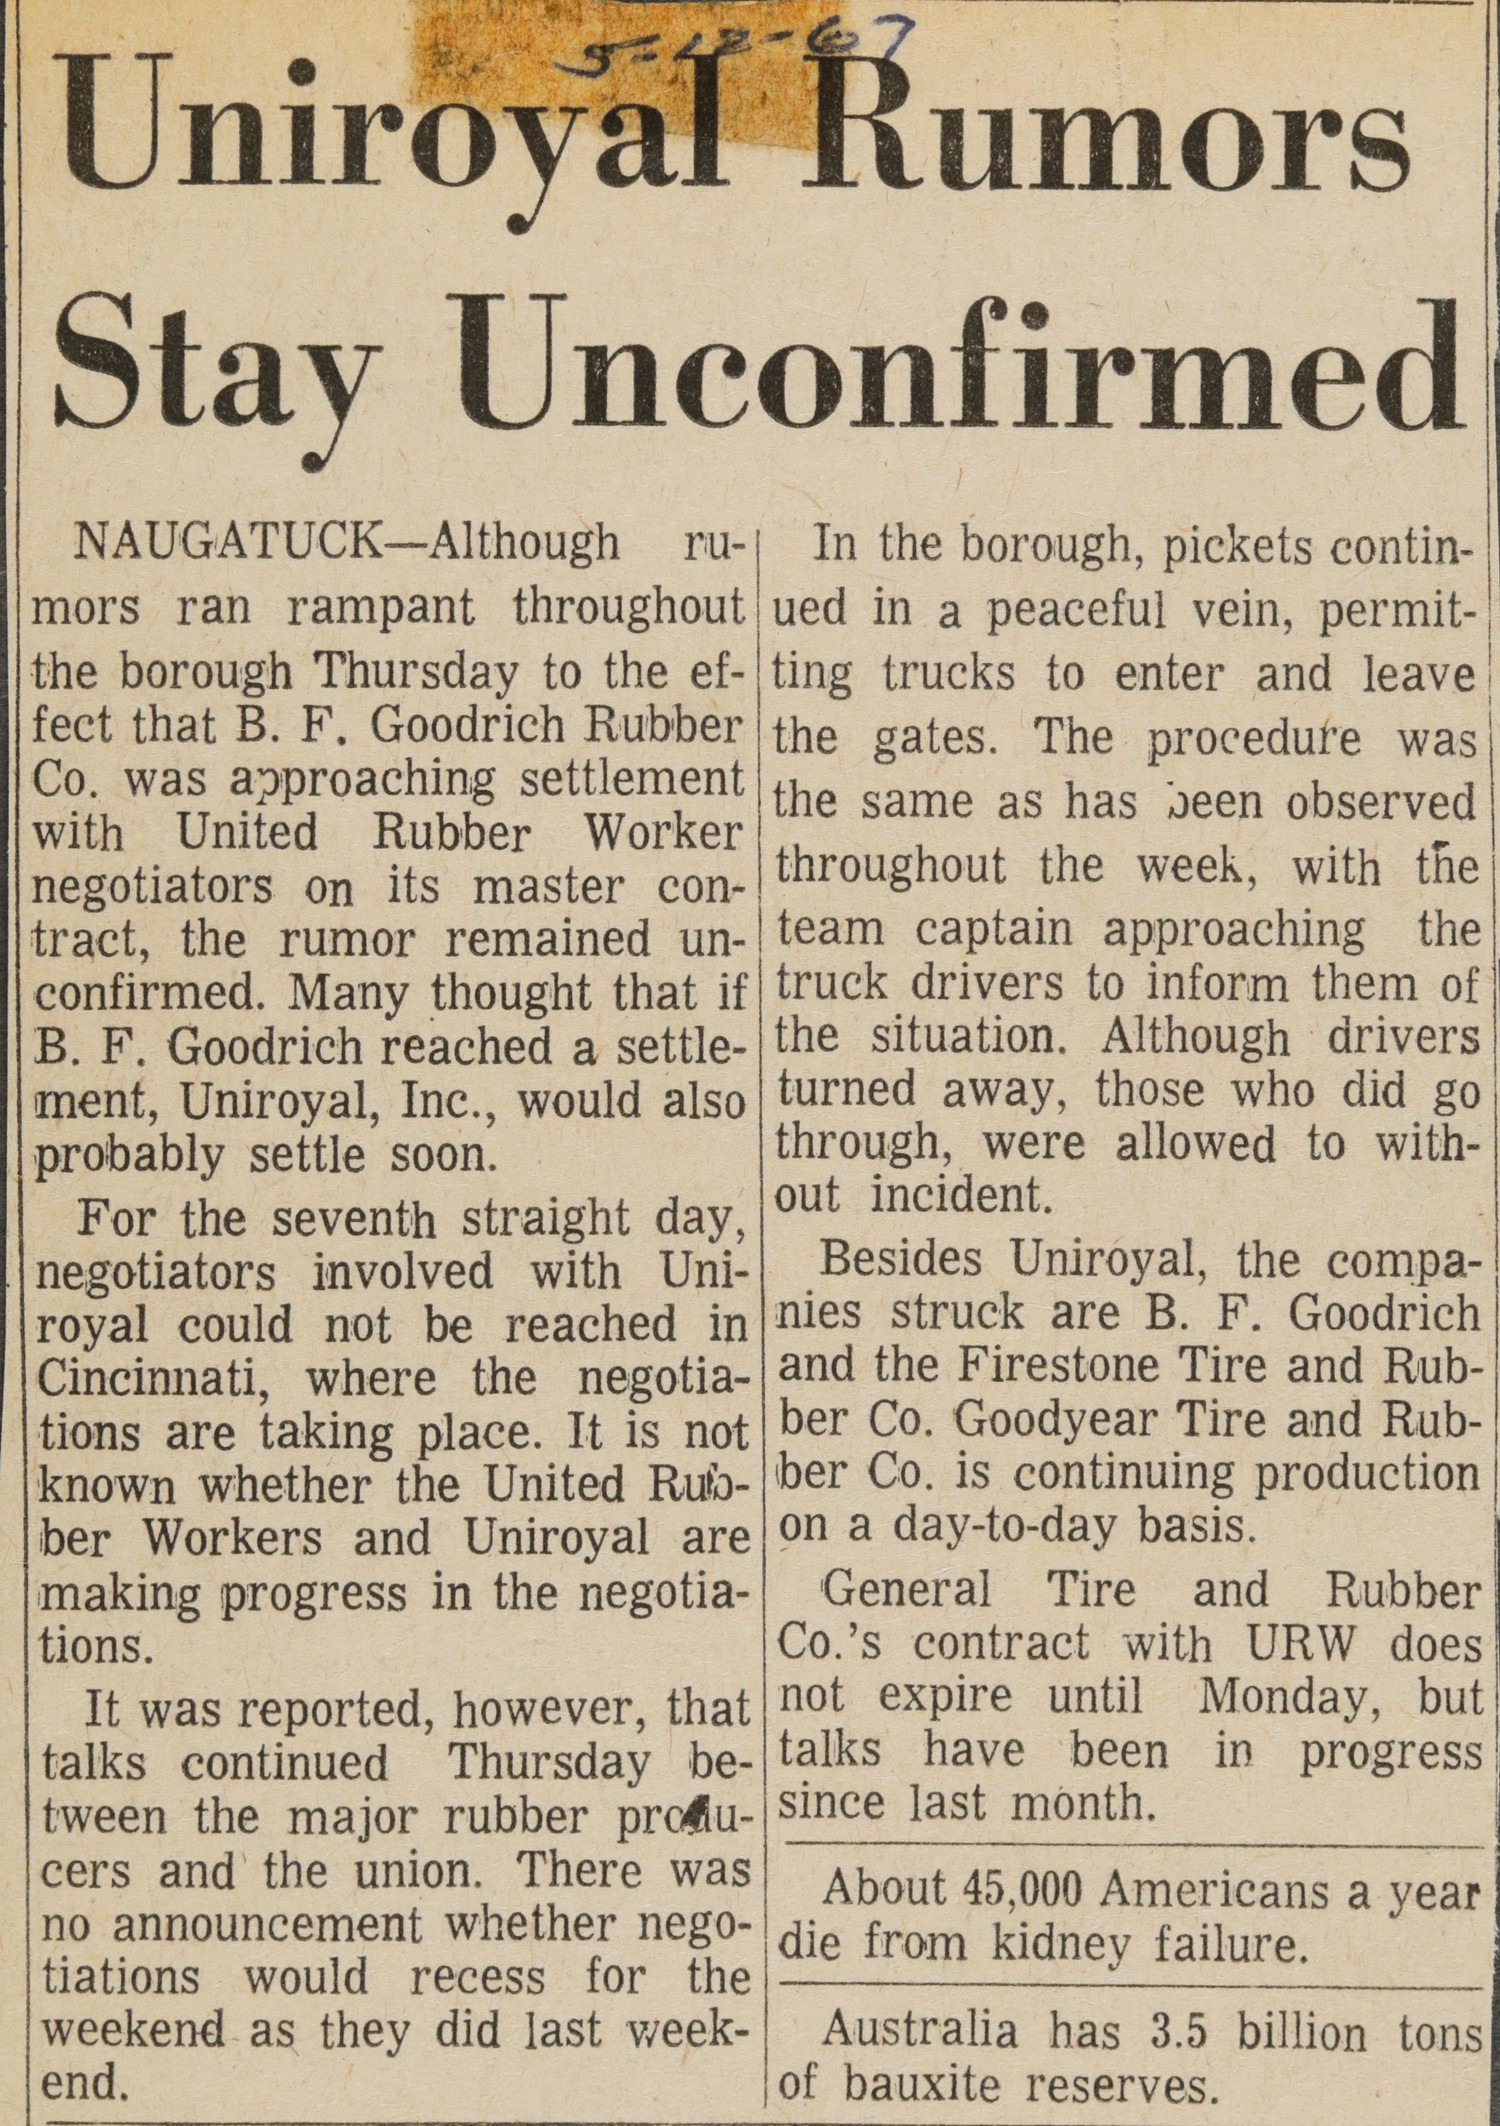 5-12-67
Uniroyal Rumors
Stay Unconfirmed
NAUGATUCK—Although ru-
mors ran rampant throughout
the borough Thursday to the ef-
fect that B. F. Goodrich Rubber
Co. was approaching settlement
with United Rubber Worker
negotiators on its master con-
tract, the rumor remained un-
confirmed. Many thought that if
B. F. Goodrich reached a settle-
ment, Uniroyal, Inc., would also
probably settle soon.
For the seventh straight day,
negotiators involved with Uni-
royal could not be reached in
Cincinnati, where the negotia-
tions are taking place. It is not
known whether the United Rub-
ber Workers and Uniroyal are
making progress in the negotia-
tions.
It was reported, however, that
talks continued Thursday be-
tween the major rubber produ-
cers and the union. There was
no announcement whether nego-
tiations would recess for the
weekend as they did last week-
end.
In the borough, pickets contin-
ued in a peaceful vein, permit-
ting trucks to enter and leave
the gates. The procedure was
the same as has been observed
throughout the week, with the
team captain approaching the
truck drivers to inform them of
the situation. Although drivers
turned away, those who did go
through, were allowed to with-
out incident.
Besides Uniroyal, the compa-
nies struck are B. F. Goodrich
and the Firestone Tire and Rub-
ber Co. Goodyear Tire and Rub-
ber Co. is continuing production
on a day-to-day basis.
General Tire and Rubber
Co.'s contract with URW does
not expire until Monday, but
talks have been in progress
since last month.
About 45,000 Americans a year
die from kidney failure.
Australia has 3.5 billion tons
of bauxite reserves.